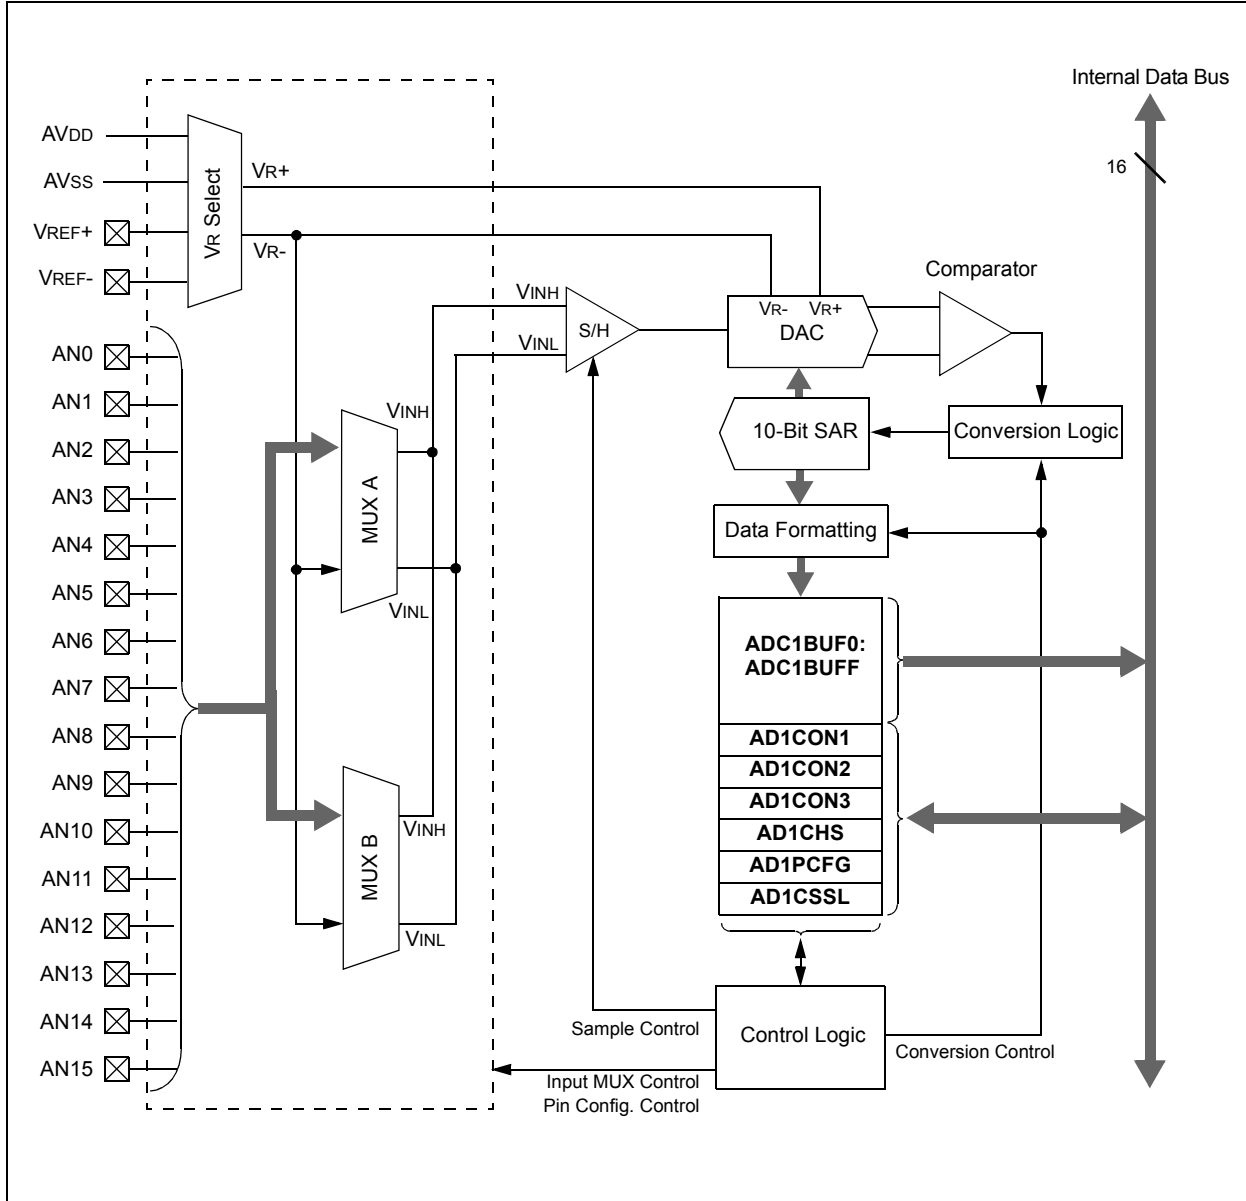 Internal Data Bus
16
AVDD
AVSS
VREF+
VREF-
VR Select
VR+
VR-
AN0
AN1
AN2
AN3
AN4
AN5
AN6
AN7
AN8
AN9
AN10
AN11
AN12
AN13
AN14
AN15
MUX A
VINH
VINL
MUX B
VINH
VINL
VINH
VINL
S/H
Comparator
VR- VR+
DAC
10-Bit SAR
Conversion Logic
Data Formatting
ADC1BUF0:
ADC1BUFF
AD1CON1
AD1CON2
AD1CON3
AD1CHS
AD1PCFG
AD1CSSL
Control Logic
Sample Control
Conversion Control
Input MUX Control
Pin Config. Control